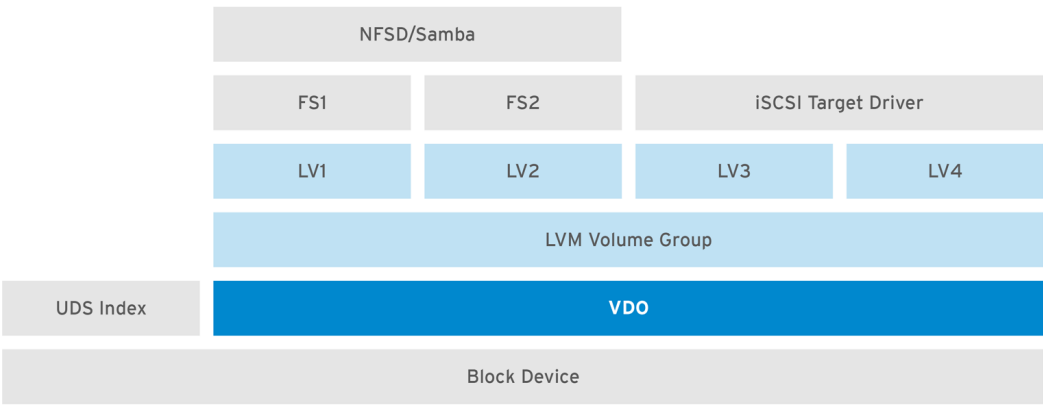 NFSD/Samba
FS1
FS2
iSCSI Target Driver
LV1
LV2
LV3
LV4
LVM Volume Group
UDS Index
VDO
Block Device